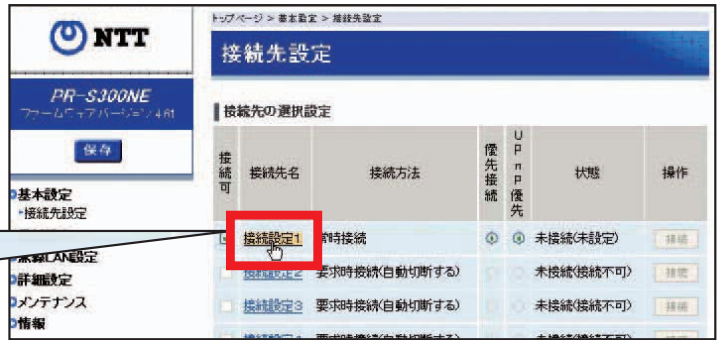 トップページ > 基本設定 > 接続先設定
NTT
接続先設定
PR-S300NE
ファームウェアバージョン 4.61
保存
接続先の選択設定
接続可 接続先名 接続方法 優先接続 UPnP優先 状態 操作
基本設定
接続先設定
接続設定1 常時接続 未接続(未設定) 接続
無線LAN設定
接続設定2 要求時接続(自動切断する) 未接続(接続不可) 接続
詳細設定
メンテナンス
接続設定3 要求時接続(自動切断する) 未接続(接続不可) 接続
情報